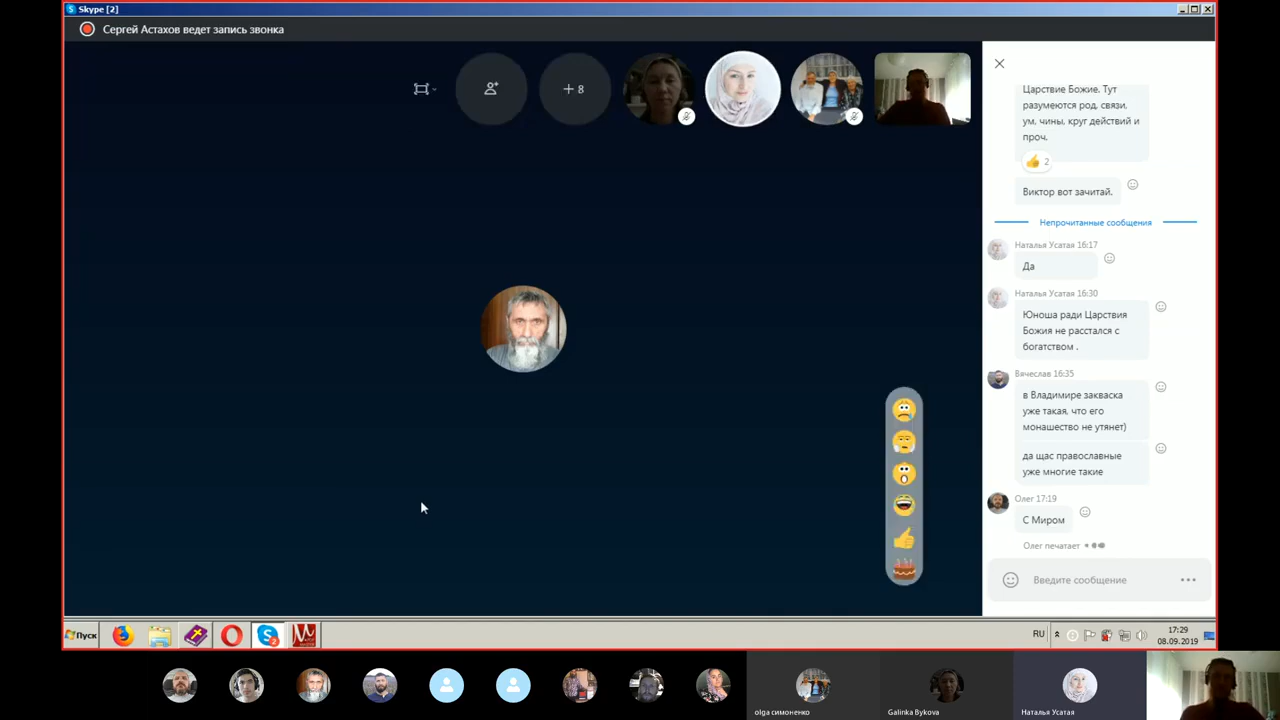 Skype [2]
Сергей Астахов ведет запись звонка
+ 8
Царствие Божие. Тут
разумеются род, связи,
ум, чины, круг действий и
проч.
2
Виктор вот зачитай.
Непрочитанные сообщения
Наталья Усатая 16:17
Да
Наталья Усатая 16:30
Юноша ради Царствия
Божия не расстался с
богатством .
Вячеслав 16:35
в Владимире закваска
уже такая, что его
монашество не утянет)
да щас православные
уже многие такие
Олег 17:19
С Миром
Олег печатает
Введите сообщение
Пуск
2
RU
17:29
08.09.2019
olga симоненко
Galinka Bykova
Наталья Усатая